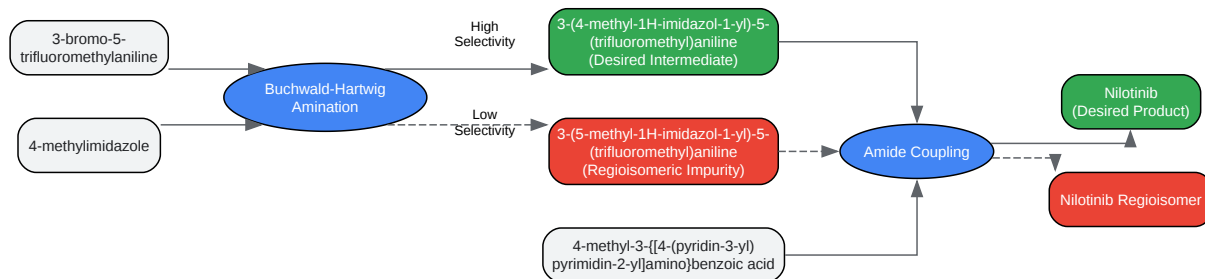 3-bromo-5-
trifluoromethylaniline
4-methylimidazole
Buchwald-Hartwig
Amination
High
Selectivity
Low
Selectivity
3-(4-methyl-1H-imidazol-1-yl)-5-
(trifluoromethyl)aniline
(Desired Intermediate)
3-(5-methyl-1H-imidazol-1-yl)-5-
(trifluoromethyl)aniline
(Regioisomeric Impurity)
4-methyl-3-{[4-(pyridin-3-yl)
pyrimidin-2-yl]amino}benzoic acid
Amide Coupling
Nilotinib
(Desired Product)
Nilotinib Regioisomer